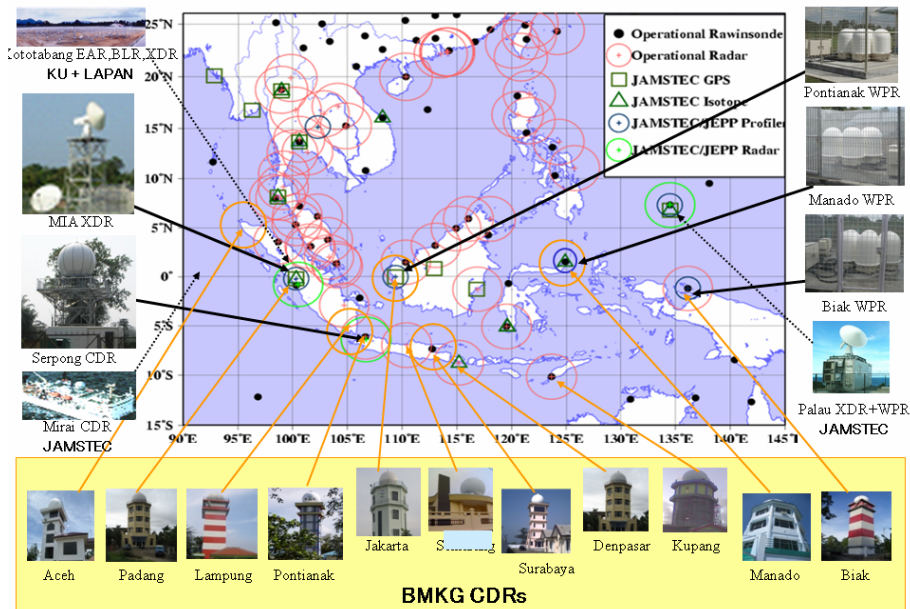 Kototabang EAR,BLR,XDR
KU + LAPAN
MIA XDR
Serpong CDR
Mirai CDR
JAMSTEC
25°N
20°N
15°N
10°N
5°N
0°
5°S
10°S
15°S
90°E
95°E
100°E
105°E
110°E
115°E
120°E
125°E
130°E
135°E
140°E
Operational Rawinsonde
Operational Radar
JAMSTEC GPS
JAMSTEC Isotope
JAMSTEC/JEPP Profiler
JAMSTEC/JEPP Radar
Pontianak WPR
Manado WPR
Biak WPR
Palau XDR+WPR
JAMSTEC
Aceh
Padang
Lampung
Pontianak
Jakarta
Surabaya
Denpasar
Kupang
Manado
Biak
BMKG CDRs